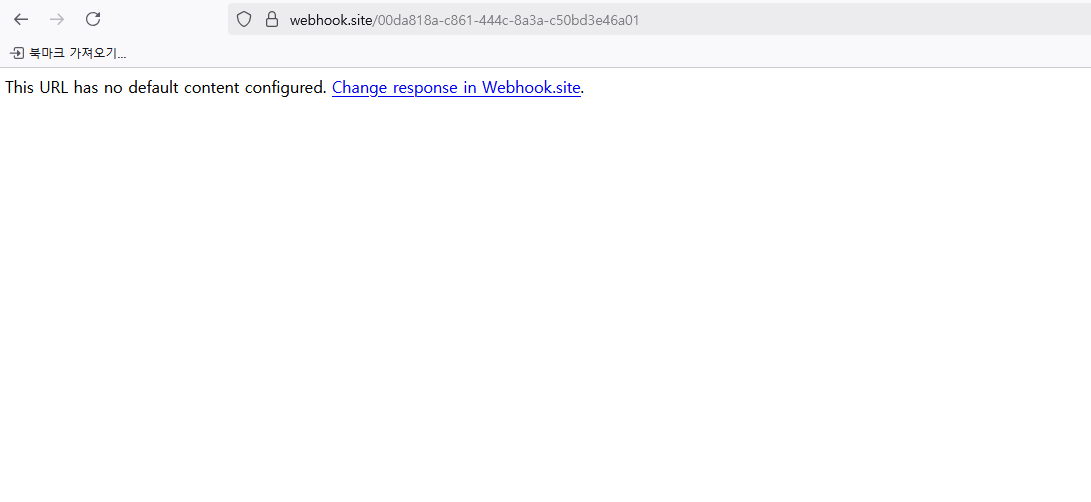 webhook.site/00da818a-c861-444c-8a3a-c50bd3e46a01
북마크 가져오기...
This URL has no default content configured. Change response in Webhook.site.